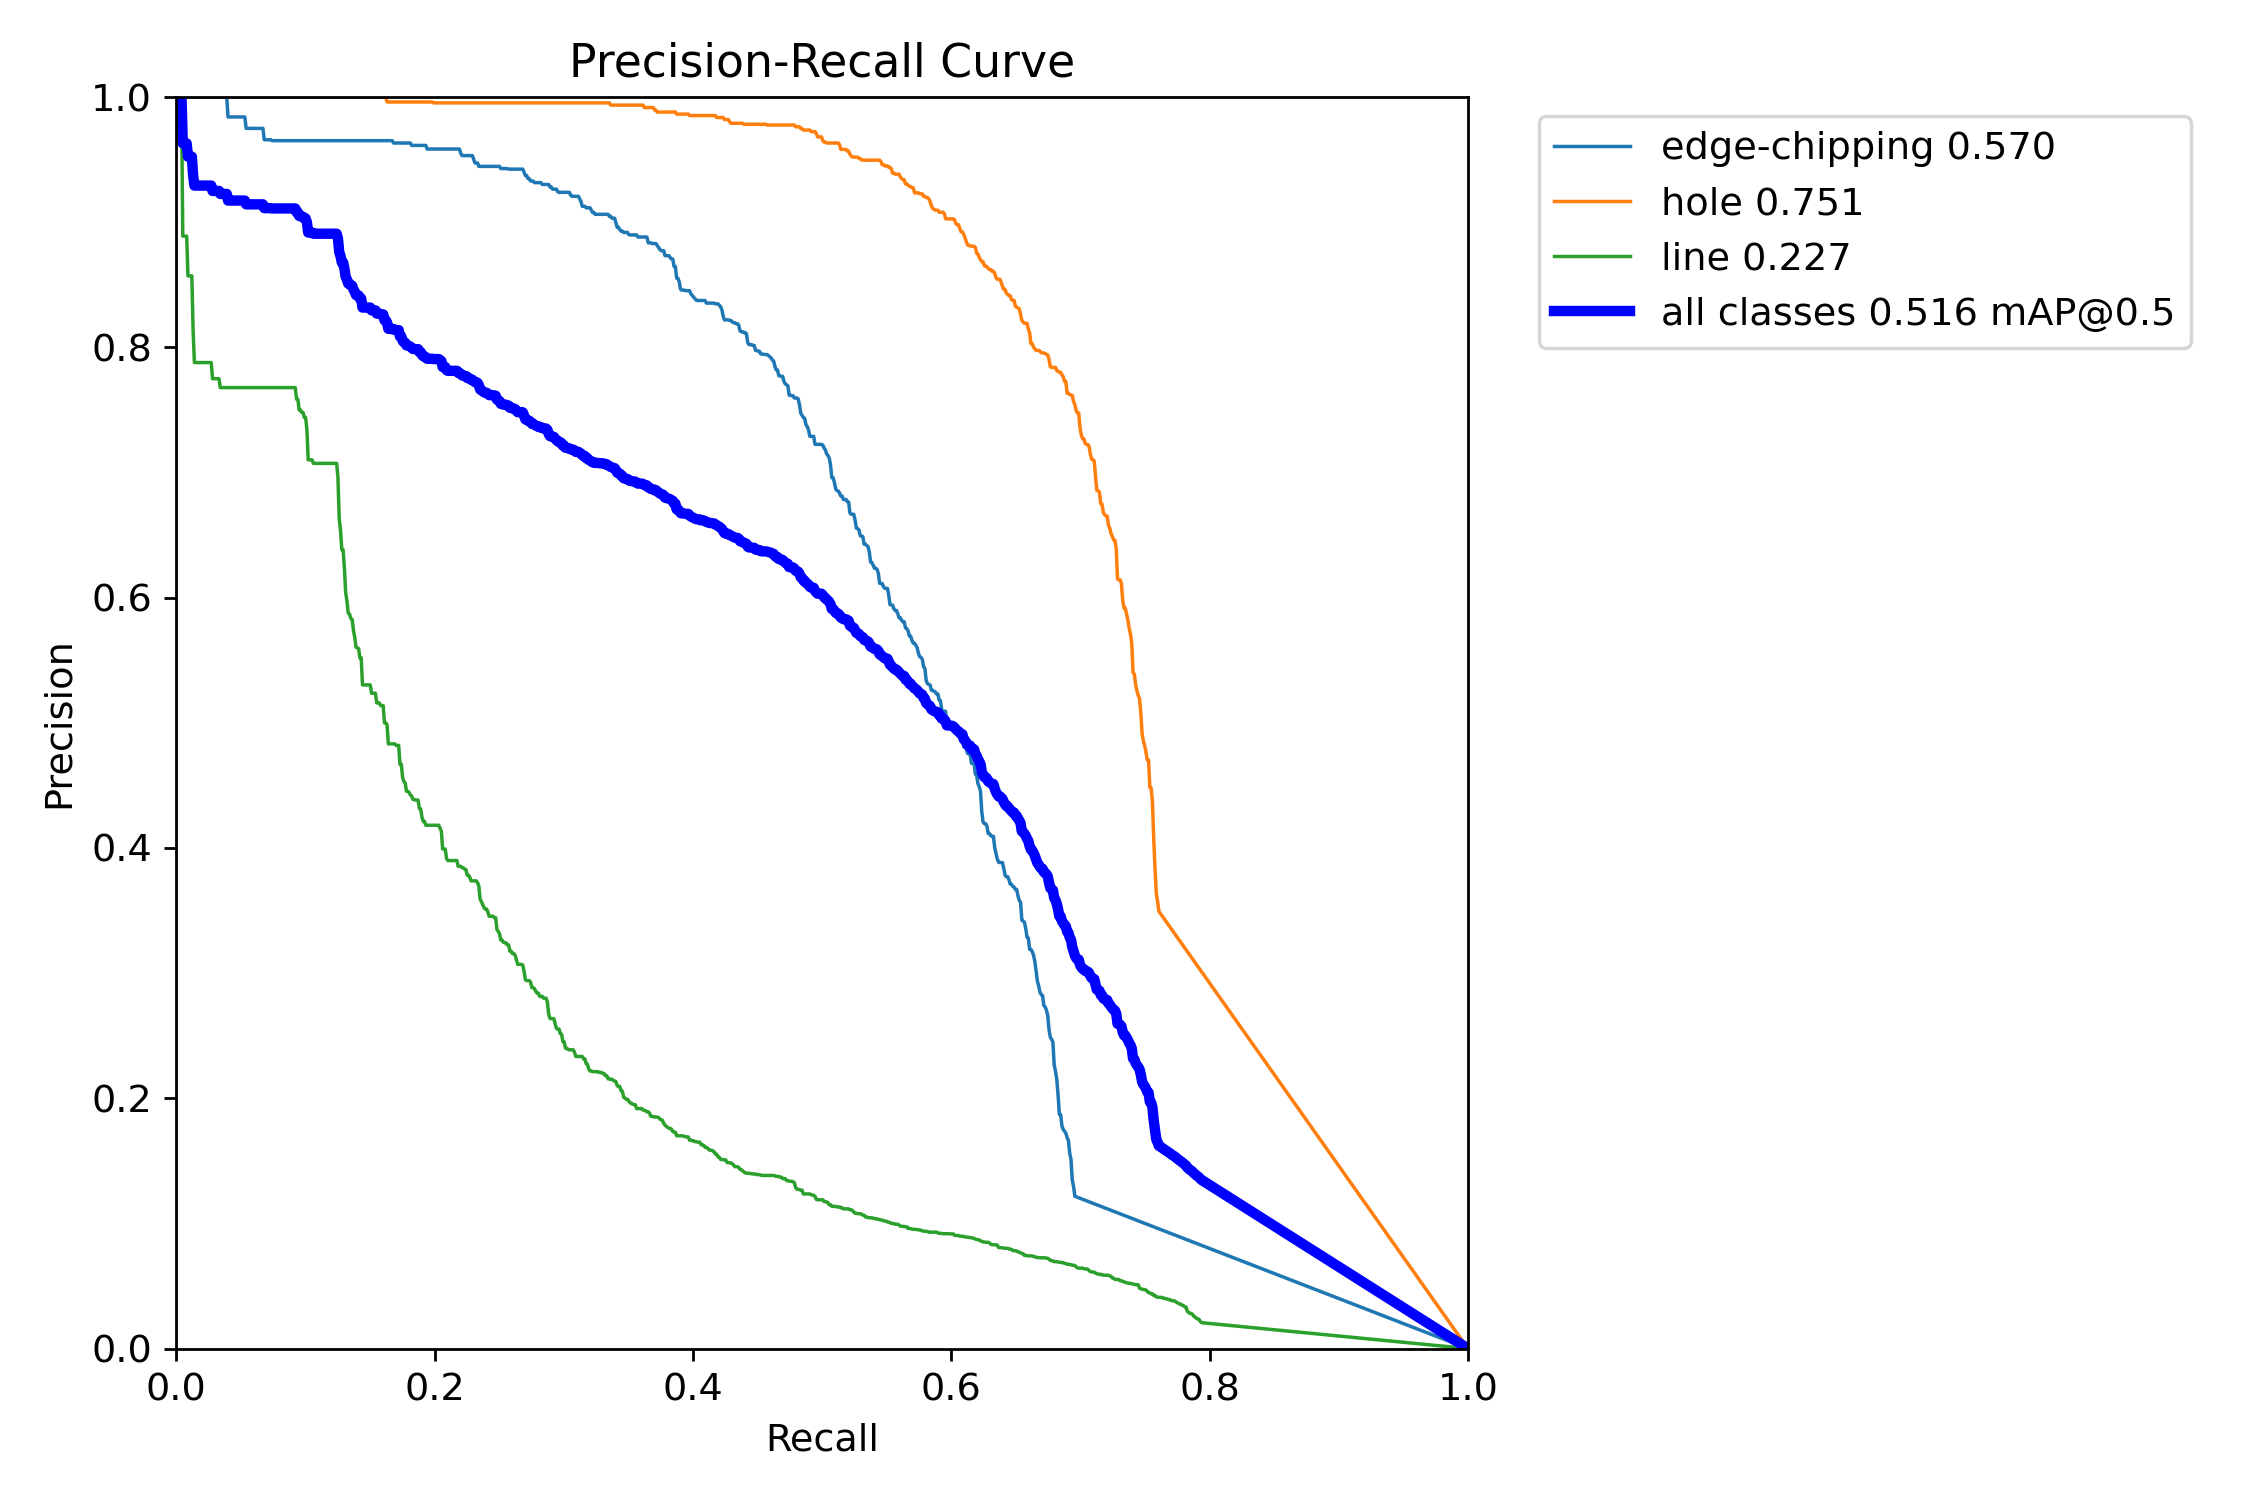 Precision-Recall Curve
1.0
0.8
0.6
0.4
0.2
0.0
Precision
0.0 0.2 0.4 0.6 0.8 1.0
Recall
edge-chipping 0.570
hole 0.751
line 0.227
all classes 0.516 mAP@0.5